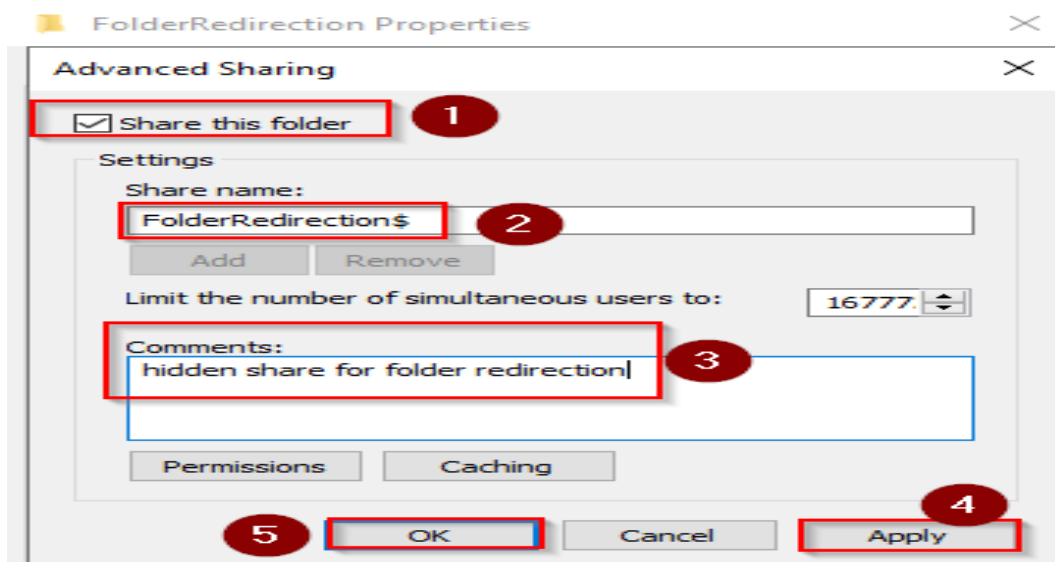 FolderRedirection Properties
Advanced Sharing
Share this folder
1
Settings
Share name:
FolderRedirection$
2
Add Remove
Limit the number of simultaneous users to: 16777
Comments:
hidden share for folder redirection
3
Permissions Caching
4
5 OK Cancel Apply